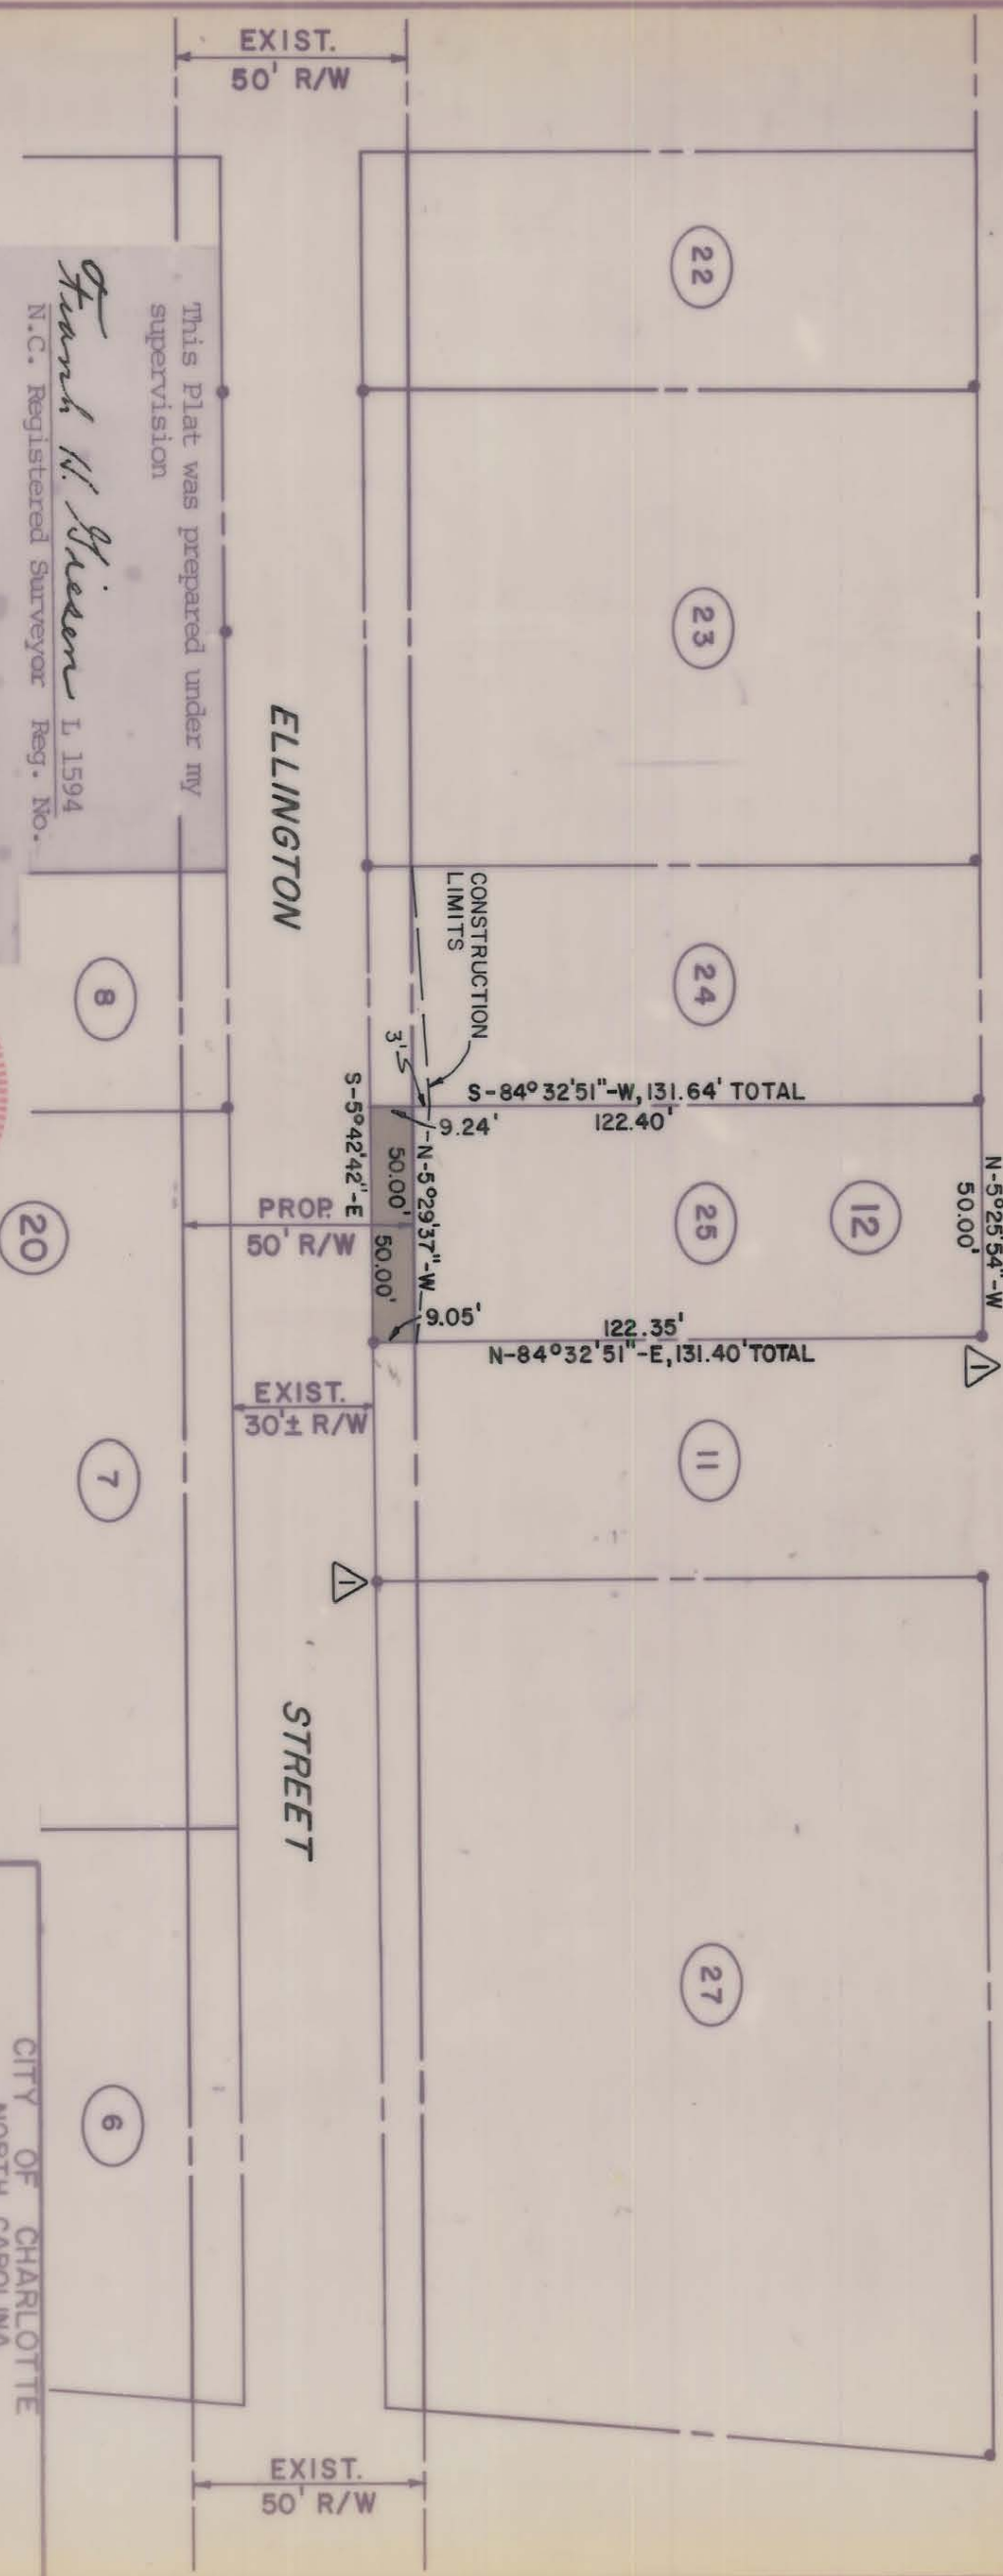 EXIST.
50' R/W
22
23
24
25
12
11
27
N-5°25'54"-W
50.00'
S-84°32'51"-W, 131.64' TOTAL
122.40'
122.35'
N-84°32'51"-E, 131.40' TOTAL
CONSTRUCTION
LIMITS
3'
9.24'
N-5°29'37"-W
50.00'
50.00'
9.05'
S-5°42'42"-E
PROP.
50' R/W
EXIST.
30'± R/W
1
1
ELLINGTON
STREET
This Plat was prepared under my
supervision
Frank H. Giesen L 1594
N.C. Registered Surveyor Reg. No.
8
20
7
6
EXIST.
50' R/W
CITY OF CHARLOTTE
NORTH CAROLINA